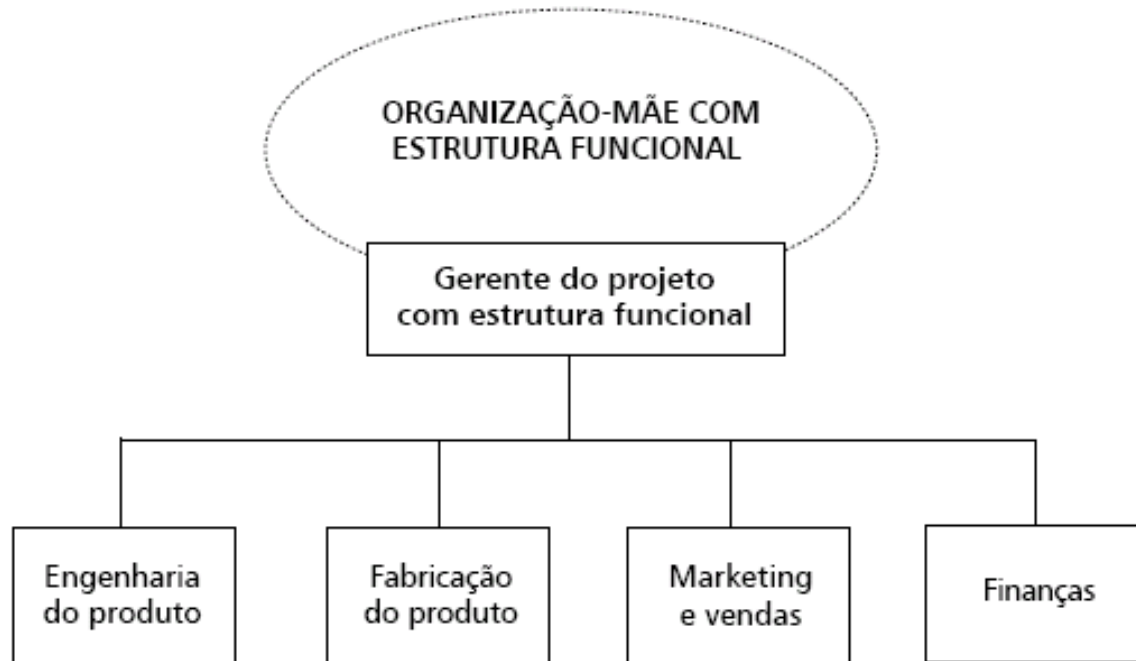 ORGANIZAÇÃO-MÃE COM
ESTRUTURA FUNCIONAL
Gerente do projeto
com estrutura funcional
Engenharia
do produto
Fabricação
do produto
Marketing
e vendas
Finanças